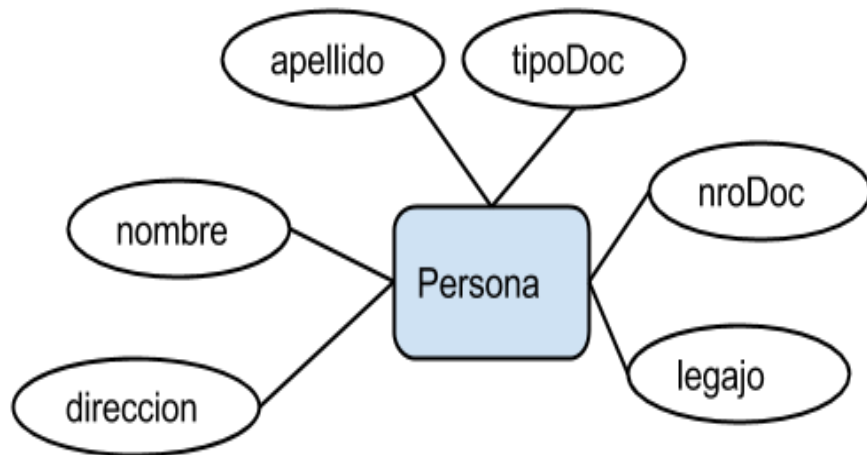 apellido
tipoDoc
nombre
nroDoc
Persona
direccion
legajo